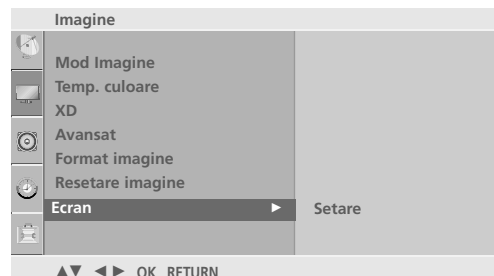 Imagine
Mod Imagine
Temp. culoare
XD
Avansat
Format imagine
Resetare imagine
Ecran ► Setare
▲▼ ◄► OK RETURN